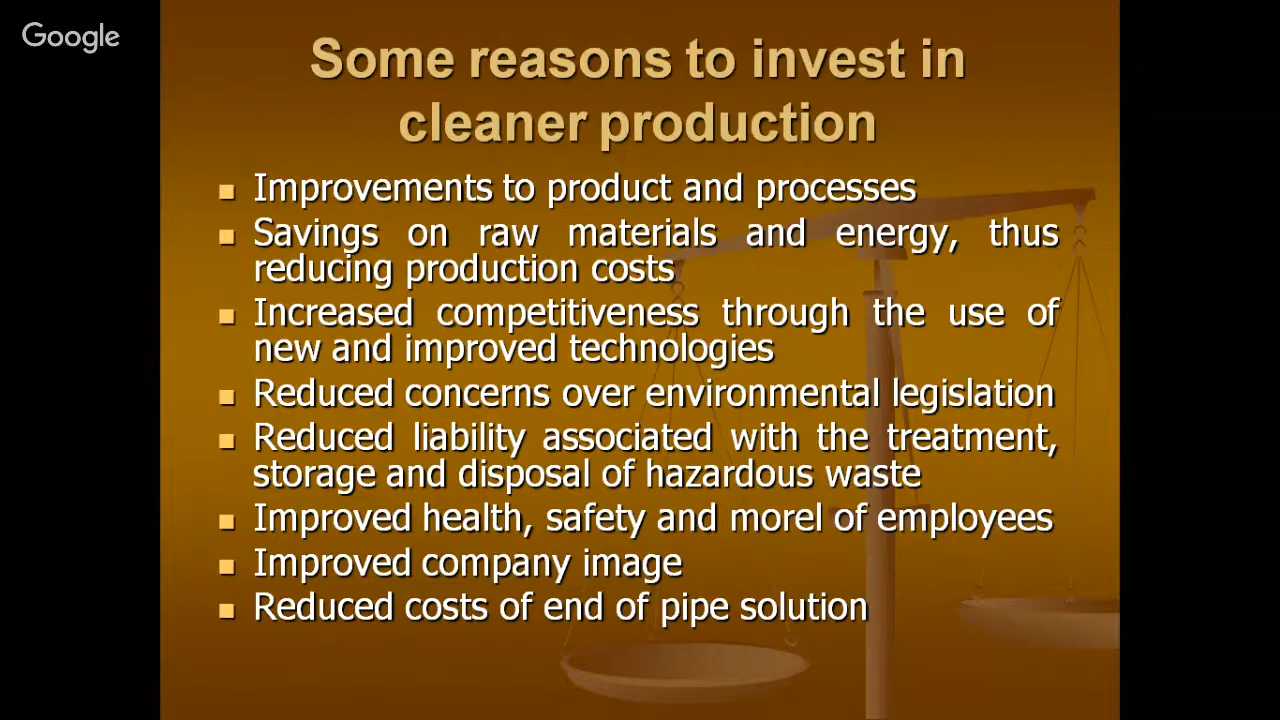 Google
Some reasons to invest in
cleaner production
Improvements to product and processes
Savings on raw materials and energy, thus
reducing production costs
Increased competitiveness through the use of
new and improved technologies
Reduced concerns over environmental legislation
Reduced liability associated with the treatment,
storage and disposal of hazardous waste
Improved health, safety and morel of employees
Improved company image
Reduced costs of end of pipe solution